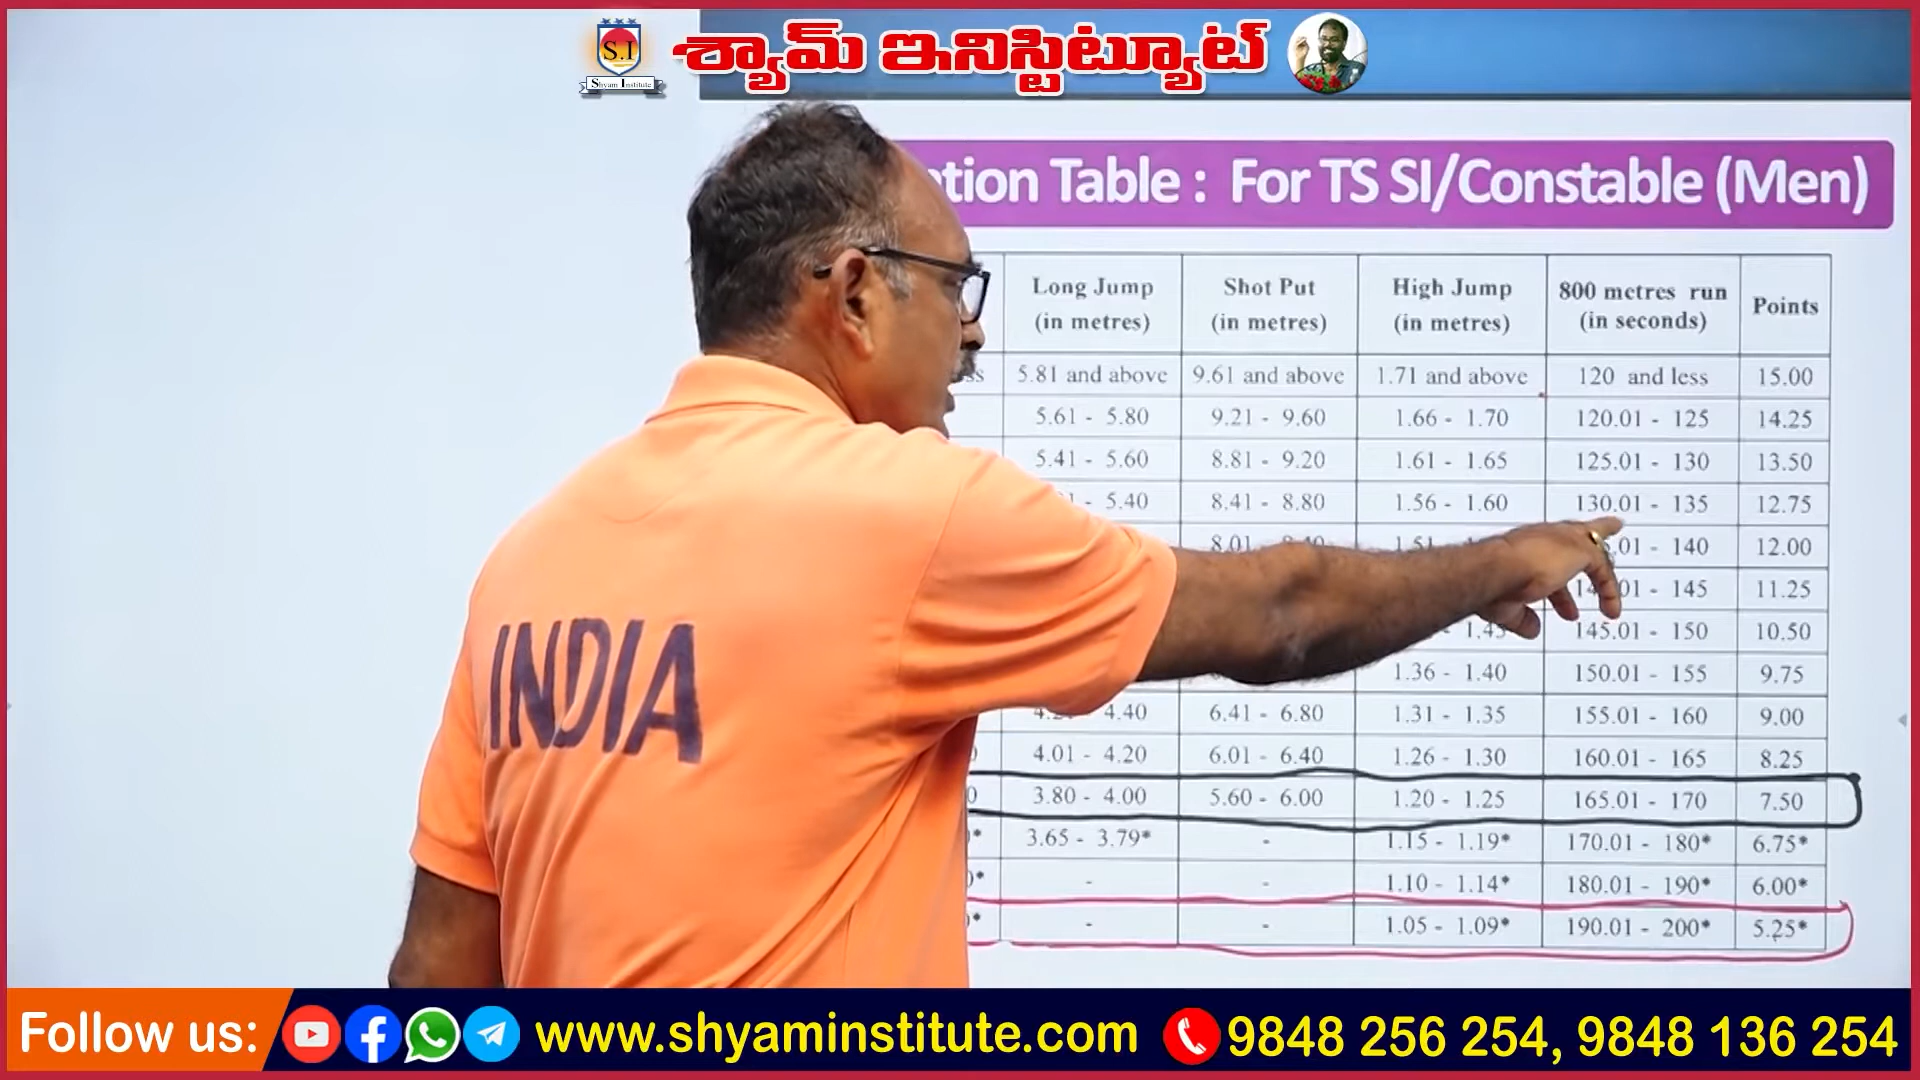 S.I
Shyam Institute
శ్యామ్ ఇనిస్టిట్యూట్
Table : For TS SI/Constable (Men)
Long Jump (in metres) Shot Put (in metres) High Jump (in metres) 800 metres run (in seconds) Points
5.81 and above 9.61 and above 1.71 and above 120 and less 15.00
5.61 - 5.80 9.21 - 9.60 1.66 - 1.70 120.01 - 125 14.25
5.41 - 5.60 8.81 - 9.20 1.61 - 1.65 125.01 - 130 13.50
- 5.40 8.41 - 8.80 1.56 - 1.60 130.01 - 135 12.75
8.01 - 140 12.00
- 145 11.25
145.01 - 150 10.50
1.36 - 1.40 150.01 - 155 9.75
4.40 6.41 - 6.80 1.31 - 1.35 155.01 - 160 9.00
4.01 - 4.20 6.01 - 6.40 1.26 - 1.30 160.01 - 165 8.25
3.80 - 4.00 5.60 - 6.00 1.20 - 1.25 165.01 - 170 7.50
3.65 - 3.79* - 1.15 - 1.19* 170.01 - 180* 6.75*
- - 1.10 - 1.14* 180.01 - 190* 6.00*
- - 1.05 - 1.09* 190.01 - 200* 5.25*
INDIA
Follow us: www.shyaminstitute.com 9848 256 254, 9848 136 254